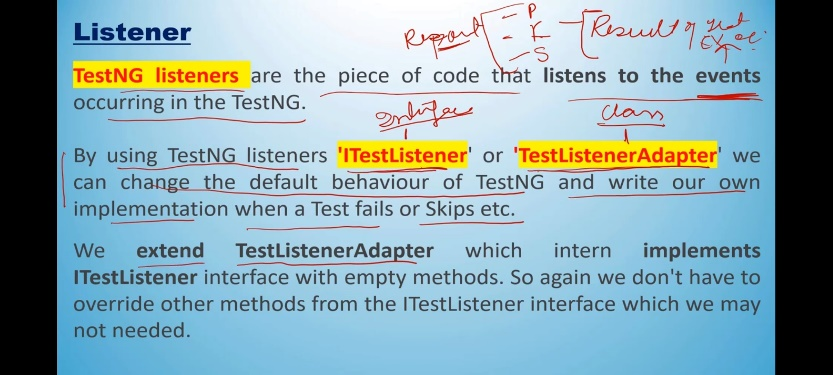 Listener
Report - P
- F
- S
Result of test
TestNG listeners are the piece of code that listens to the events
occurring in the TestNG.
Interface
class
By using TestNG listeners 'ITestListener' or 'TestListenerAdapter' we
can change the default behaviour of TestNG and write our own
implementation when a Test fails or Skips etc.
We extend TestListenerAdapter which intern implements
ITestListener interface with empty methods. So again we don't have to
override other methods from the ITestListener interface which we may
not needed.